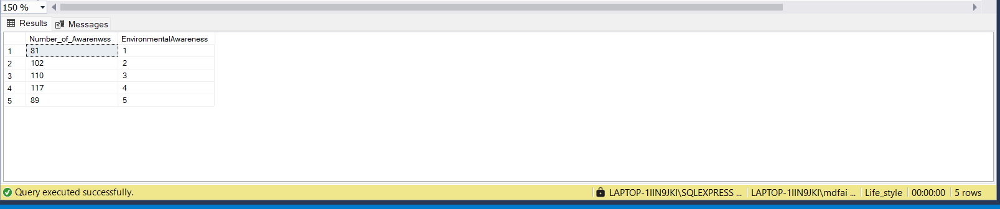 150 %
Results Messages
Number_of_Awarenwss EnvironmentalAwareness
1 81 1
2 102 2
3 110 3
4 117 4
5 89 5
Query executed successfully. LAPTOP-1IIN9JKI\SQLEXPRESS ... LAPTOP-1IIN9JKI\mdfai ... Life_style 00:00:00 5 rows